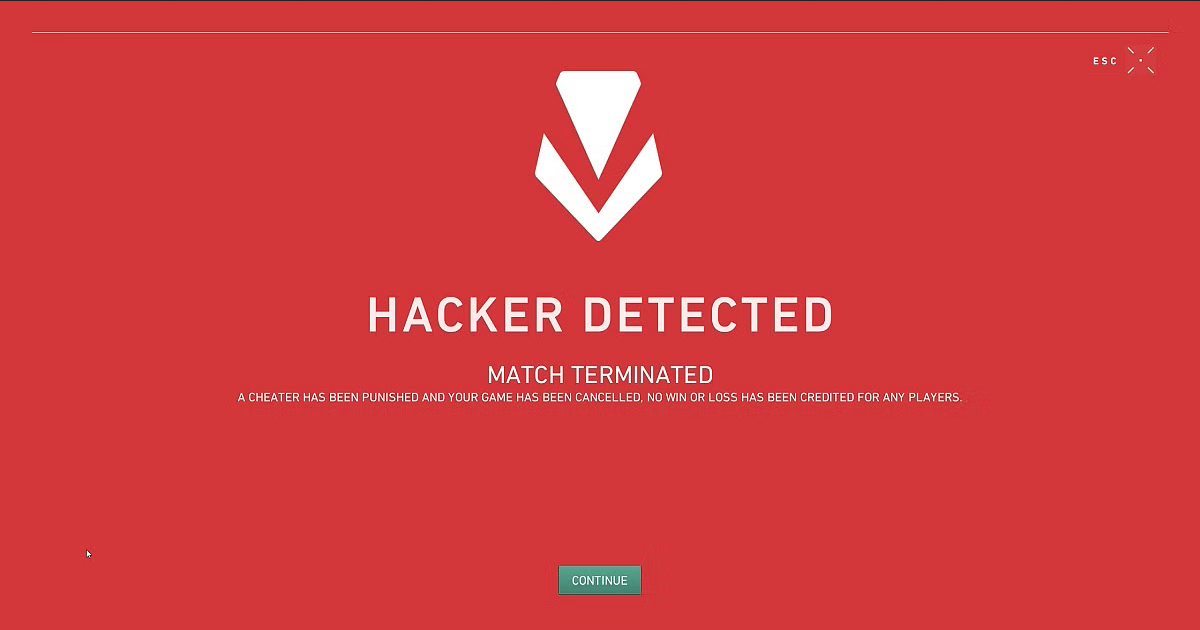 ESC
HACKER DETECTED
MATCH TERMINATED
A CHEATER HAS BEEN PUNISHED AND YOUR GAME HAS BEEN CANCELLED, NO WIN OR LOSS HAS BEEN CREDITED FOR ANY PLAYERS.
CONTINUE